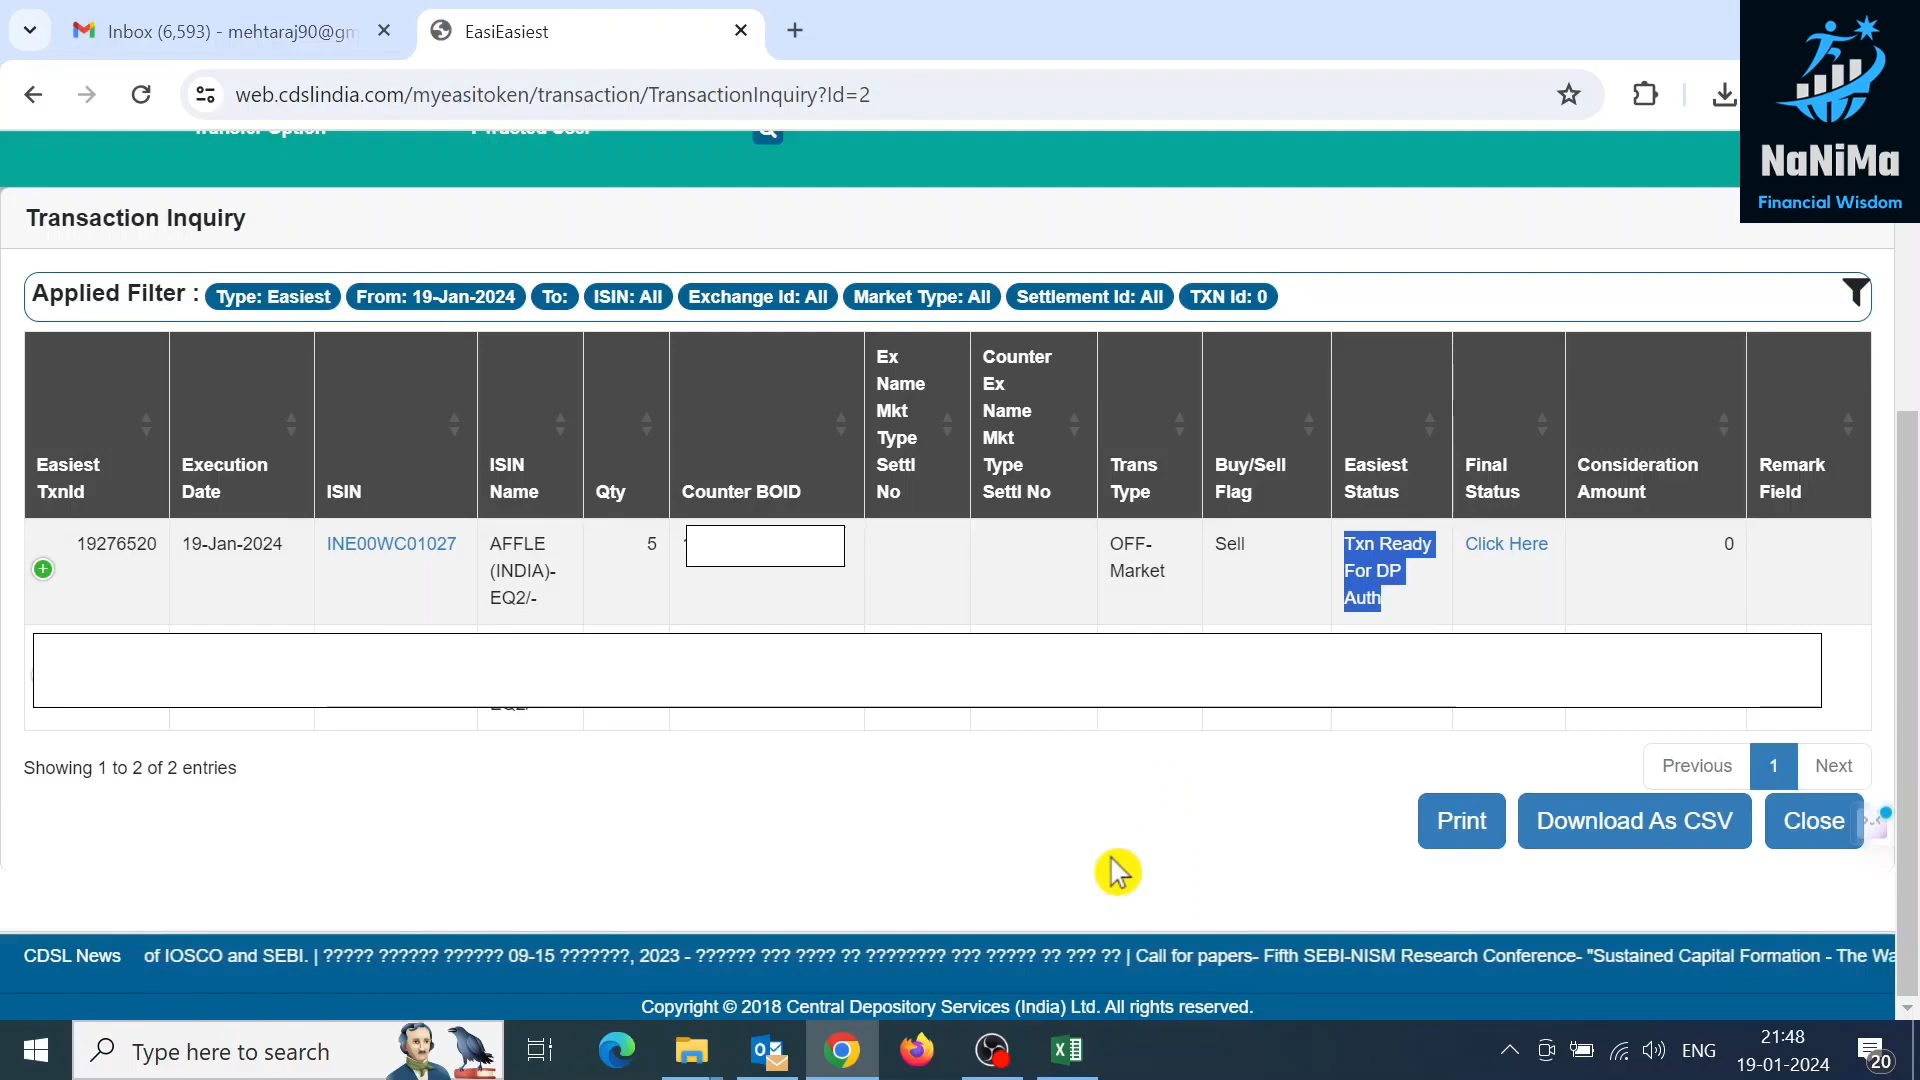 Inbox (6,593) - mehtaraj90@gm
EasiEasiest
web.cdslindia.com/myeasitoken/transaction/TransactionInquiry?Id=2
NaNiMa
Financial Wisdom
Transfer Option
Trusted User
Transaction Inquiry
Applied Filter : Type: Easiest From: 19-Jan-2024 To: ISIN: All Exchange Id: All Market Type: All Settlement Id: All TXN Id: 0
Easiest TxnId
Execution Date
ISIN
ISIN Name
Qty
Counter BOID
Ex Name Mkt Type Settl No
Counter Ex Name Mkt Type Settl No
Trans Type
Buy/Sell Flag
Easiest Status
Final Status
Consideration Amount
Remark Field
19276520
19-Jan-2024
INE00WC01027
AFFLE (INDIA)- EQ2/-
5
OFF- Market
Sell
Txn Ready For DP Auth
Click Here
0
Showing 1 to 2 of 2 entries
Previous 1 Next
Print Download As CSV Close
CDSL News of IOSCO and SEBI. | ????? ?????? ?????? 09-15 ???????, 2023 - ?????? ??? ???? ?? ???????? ??? ????? ?? ??? ?? | Call for papers- Fifth SEBI-NISM Research Conference- "Sustained Capital Formation - The Wa
Copyright © 2018 Central Depository Services (India) Ltd. All rights reserved.
Type here to search
ENG
21:48
19-01-2024
20